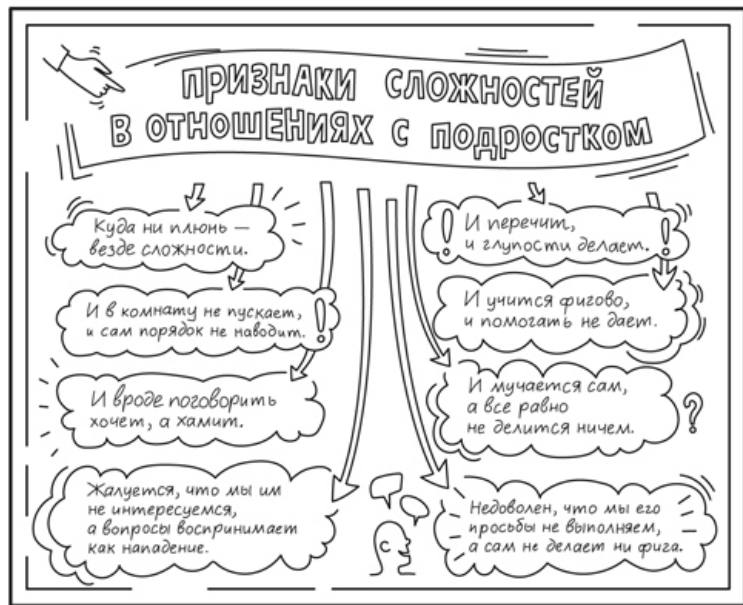 ПРИЗНАКИ СЛОЖНОСТЕЙ
В ОТНОШЕНИЯХ С ПОДРОСТКОМ
Куда ни плюнь –
везде сложности.
И в комнату не пускает,
и сам порядок не наводит.
И вроде поговорить
хочет, а хамит.
Жалуется, что мы им
не интересуемся,
а вопросы воспринимает
как нападение.
И перечит,
и глупости делает.
И учится фигово,
и помогать не дает.
И мучается сам,
а все равно
не делится ничем.
Недоволен, что мы его
просьбы не выполняем,
а сам не делает ни фига.